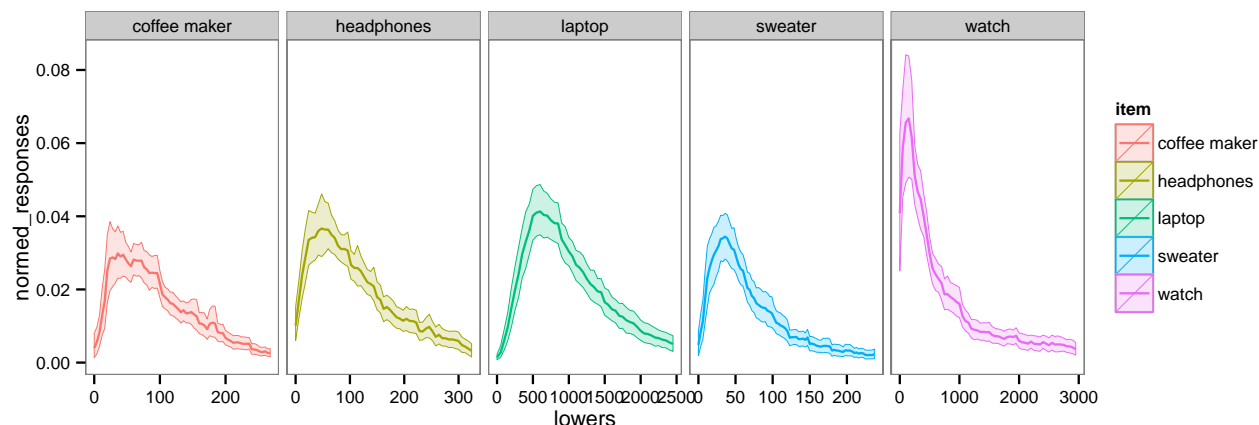 coffee maker headphones laptop sweater watch
normed_responses
0.08
0.06
0.04
0.02
0.00
0 100 200 0 100 200 300 0 500 1000 1500 2000 2500 0 50 100 150 200 0 1000 2000 3000
lowers
item
coffee maker
headphones
laptop
sweater
watch